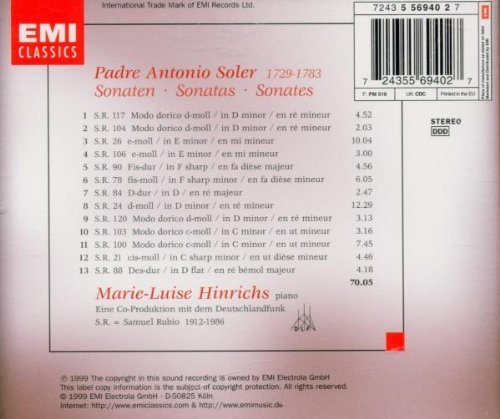 International Trade Mark of EMI Records Ltd.
EMI
CLASSICS
7243 5 56940 2 7
7 24355 69402 7
F: PM 516
UK: CDC
Printed in the EU
Padre Antonio Soler 1729-1783
Sonaten · Sonatas · Sonates
STEREO
DDD
1 S.R. 117 Modo dorico d-moll / in D minor / en ré mineur 4.52
2 S.R. 104 Modo dorico d-moll / in D minor / en ré mineur 2.03
3 S.R. 26 e-moll / in E minor / en mi mineur 10.04
4 S.R. 106 e-moll / in E minor / en mi mineur 3.00
5 S.R. 90 Fis-dur / in F sharp / en fa dièse majeur 4.56
6 S.R. 78 fis-moll / in F sharp minor / en fa dièse mineur 6.05
7 S.R. 84 D-dur / in D / en ré majeur 2.47
8 S.R. 24 d-moll / in D minor / en ré mineur 12.29
9 S.R. 120 Modo dorico d-moll / in D minor / en ré mineur 3.13
10 S.R. 103 Modo dorico c-moll / in C minor / en ut mineur 3.16
11 S.R. 100 Modo dorico c-moll / in C minor / en ut majeur 7.45
12 S.R. 21 cis-moll / in C sharp minor / en ut dièse mineur 4.46
13 S.R. 88 Des-dur / in D flat / en ré bémol majeur 4.18
70.05
Marie-Luise Hinrichs piano
Eine Co-Produktion mit dem Deutschlandfunk
S.R. = Samuel Rubio 1912-1986
DLF
℗ 1999 The copyright in this sound recording is owned by EMI Electrola GmbH
This label copy information is the subject of copyright protection. All rights reserved.
© 1999 EMI Electrola GmbH · D-50825 Köln
Internet: http://www.emiclassics.com & http://www.emimusic.de